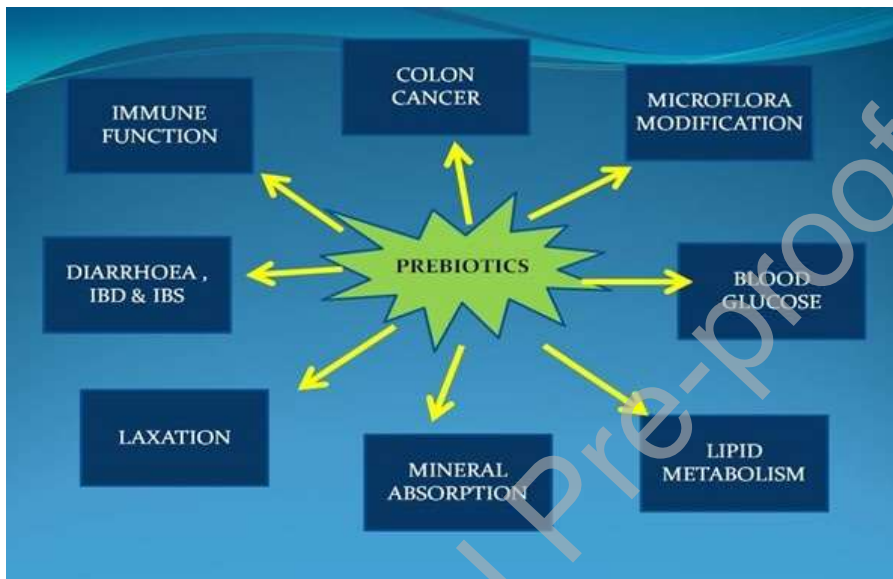 COLON
CANCER
IMMUNE
FUNCTION
MICROFLORA
MODIFICATION
PREBIOTICS
DIARRHOEA ,
IBD & IBS
BLOOD
GLUCOSE
LAXATION
MINERAL
ABSORPTION
LIPID
METABOLISM
l Pre-proof